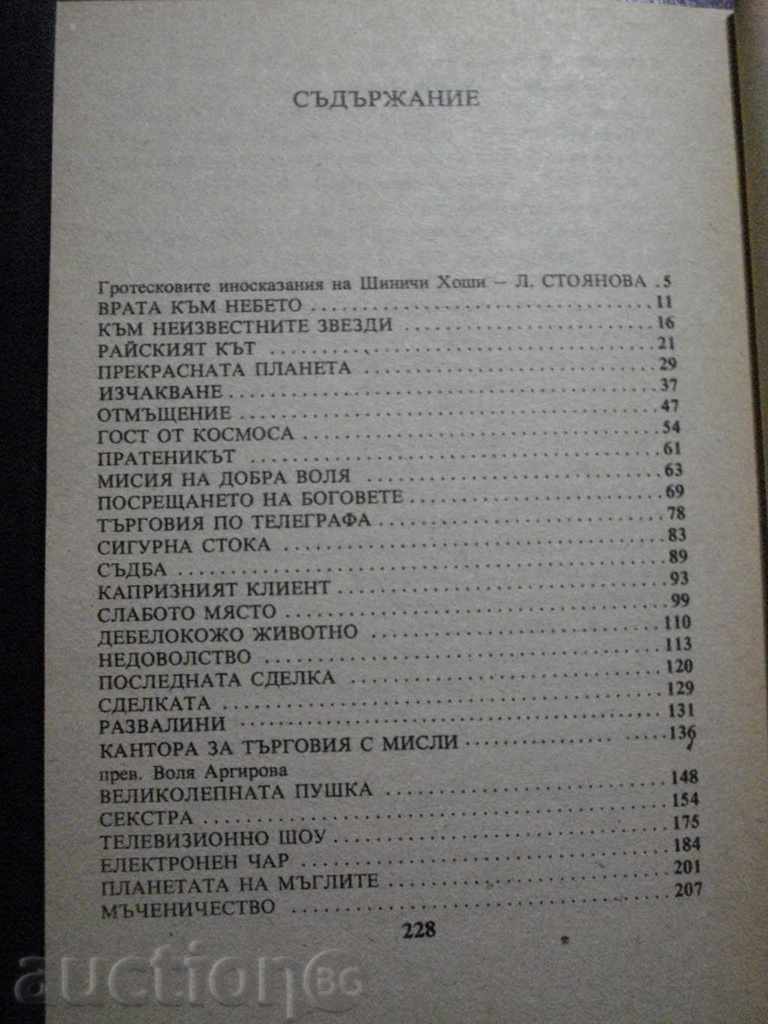 СЪДЪРЖАНИЕ
Гротесковите иносказания на Шиничи Хоши – Л. СТОЯНОВА .5
ВРАТА КЪМ НЕБЕТО ........ 11
КЪМ НЕИЗВЕСТНИТЕ ЗВЕЗДИ ........ 16
РАЙСКИЯТ КЪТ ........ 21
ПРЕКРАСНАТА ПЛАНЕТА ........ 29
ИЗЧАКВАНЕ ........ 37
ОТМЪЩЕНИЕ ........ 47
ГОСТ ОТ КОСМОСА ........ 54
ПРАТЕНИКЪТ ........ 61
МИСИЯ НА ДОБРА ВОЛЯ ........ 63
ПОСРЕЩАНЕТО НА БОГОВЕТЕ ........ 69
ТЪРГОВИЯ ПО ТЕЛЕГРАФА ........ 78
СИГУРНА СТОКА ........ 83
СЪДБА ........ 89
КАПРИЗНИЯТ КЛИЕНТ ........ 93
СЛАБОТО МЯСТО ........ 99
ДЕБЕЛОКОЖО ЖИВОТНО ........ 110
НЕДОВОЛСТВО ........ 113
ПОСЛЕДНАТА СДЕЛКА ........ 120
СДЕЛКАТА ........ 129
РАЗВАЛИНИ ........ 131
КАНТОРА ЗА ТЪРГОВИЯ С МИСЛИ ........ 136
прев. Воля Аргирова
ВЕЛИКОЛЕПНАТА ПУШКА ........ 148
СЕКСТРА ........ 154
ТЕЛЕВИЗИОННО ШОУ ........ 175
ЕЛЕКТРОНЕН ЧАР ........ 184
ПЛАНЕТАТА НА МЪГЛИТЕ ........ 201
МЪЧЕНИЧЕСТВО ........ 207
228
auctionBG